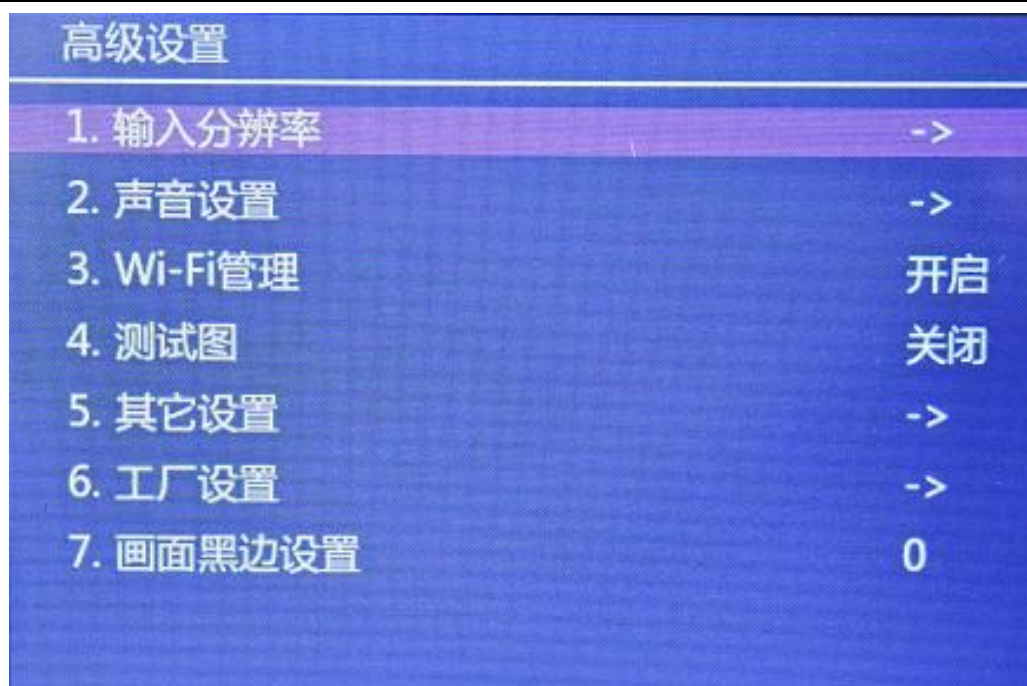 高级设置
1. 输入分辨率 ->
2. 声音设置 ->
3. Wi-Fi管理 开启
4. 测试图 关闭
5. 其它设置 ->
6. 工厂设置 ->
7. 画面黑边设置 0